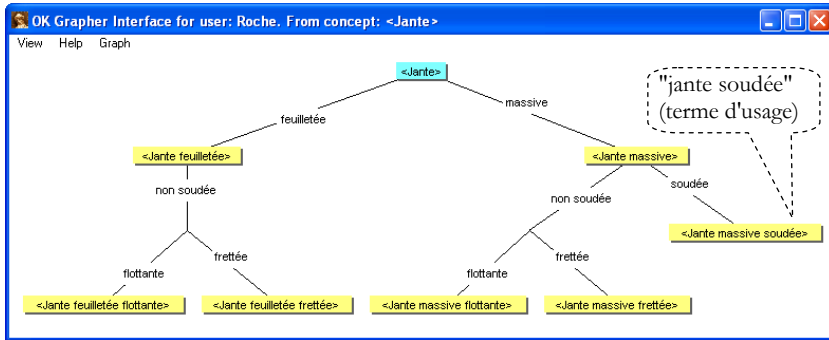 OK Grapher Interface for user: Roche. From concept: <Jante>
View Help Graph
<Jante>
"jante soudée"
(terme d'usage)
feuilletée
massive
<Jante feuilletée>
<Jante massive>
non soudée
non soudée
soudée
<Jante massive soudée>
flottante
frettée
flottante
frettée
<Jante feuilletée flottante>
<Jante feuilletée frettée>
<Jante massive flottante>
<Jante massive frettée>